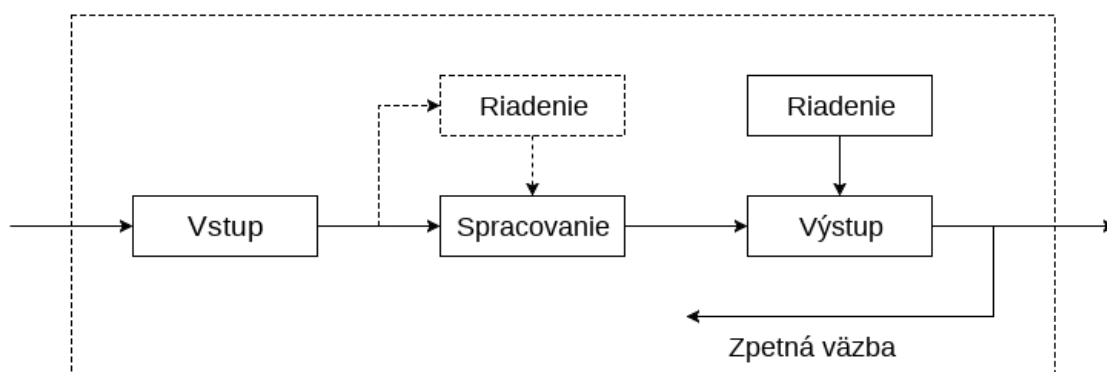 Riadenie
Riadenie
Vstup
Spracovanie
Výstup
Zpetná väzba